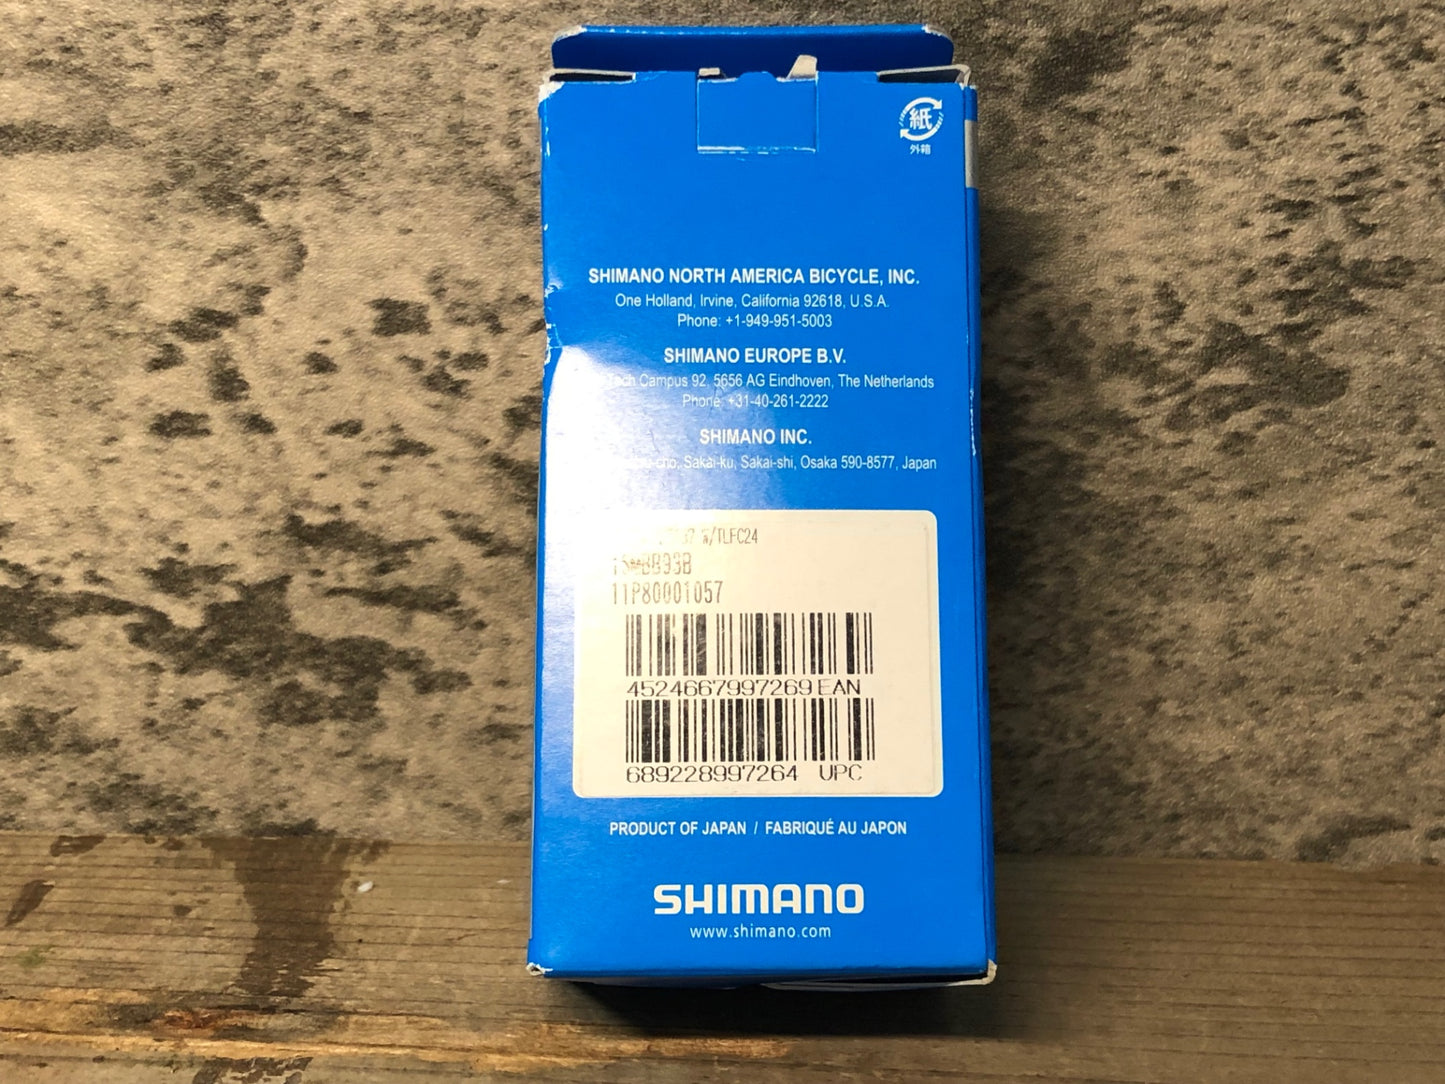 紙
外箱
SHIMANO NORTH AMERICA BICYCLE, INC.
One Holland, Irvine, California 92618, U.S.A.
Phone: +1-949-951-5003
SHIMANO EUROPE B.V.
Tech Campus 92, 5656 AG Eindhoven, The Netherlands
Phone: +31-40-261-2222
SHIMANO INC.
Sakai-ku, Sakai-shi, Osaka 590-8577, Japan
W/TLFC24
11P80001057
4524667997269 EAN
689228997264 UPC
PRODUCT OF JAPAN / FABRIQUÉ AU JAPON
SHIMANO
www.shimano.com